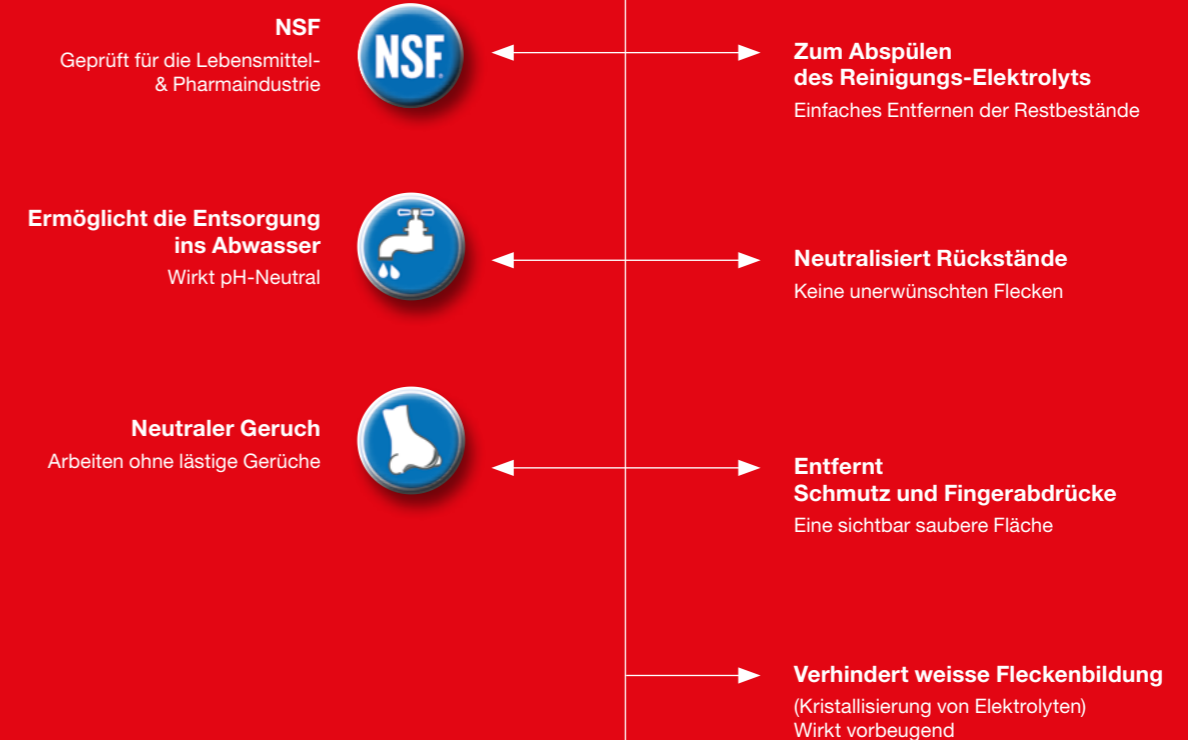 NSF
Geprüft für die Lebensmittel-
& Pharmaindustrie
NSF®
Zum Abspülen
des Reinigungs-Elektrolyts
Einfaches Entfernen der Restbestände
Ermöglicht die Entsorgung
ins Abwasser
Wirkt pH-Neutral
Neutralisiert Rückstände
Keine unerwünschten Flecken
Neutraler Geruch
Arbeiten ohne lästige Gerüche
Entfernt
Schmutz und Fingerabdrücke
Eine sichtbar saubere Fläche
Verhindert weisse Fleckenbildung
(Kristallisierung von Elektrolyten)
Wirkt vorbeugend